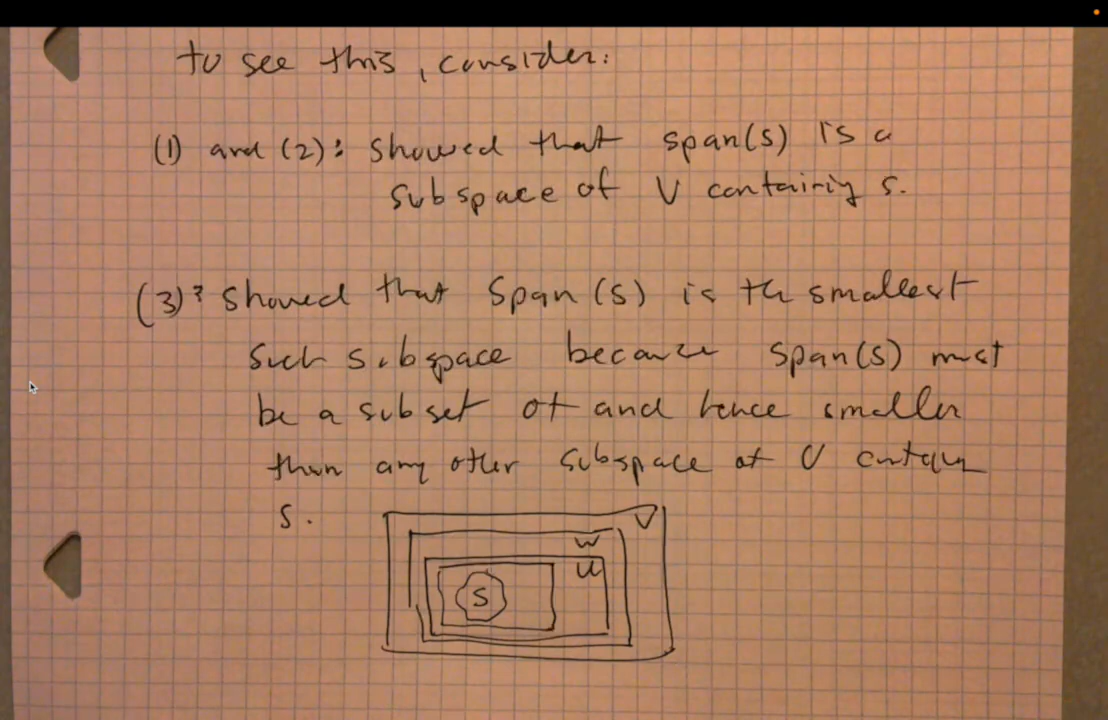 to see this, consider:
(1) and (2): showed that span(s) is a
subspace of V containing s.
(3): showed that Span (s) is the smallest
such subspace because span(s) must
be a subset of and hence smaller
than any other subspace of V contain
s.
V
W
U
S